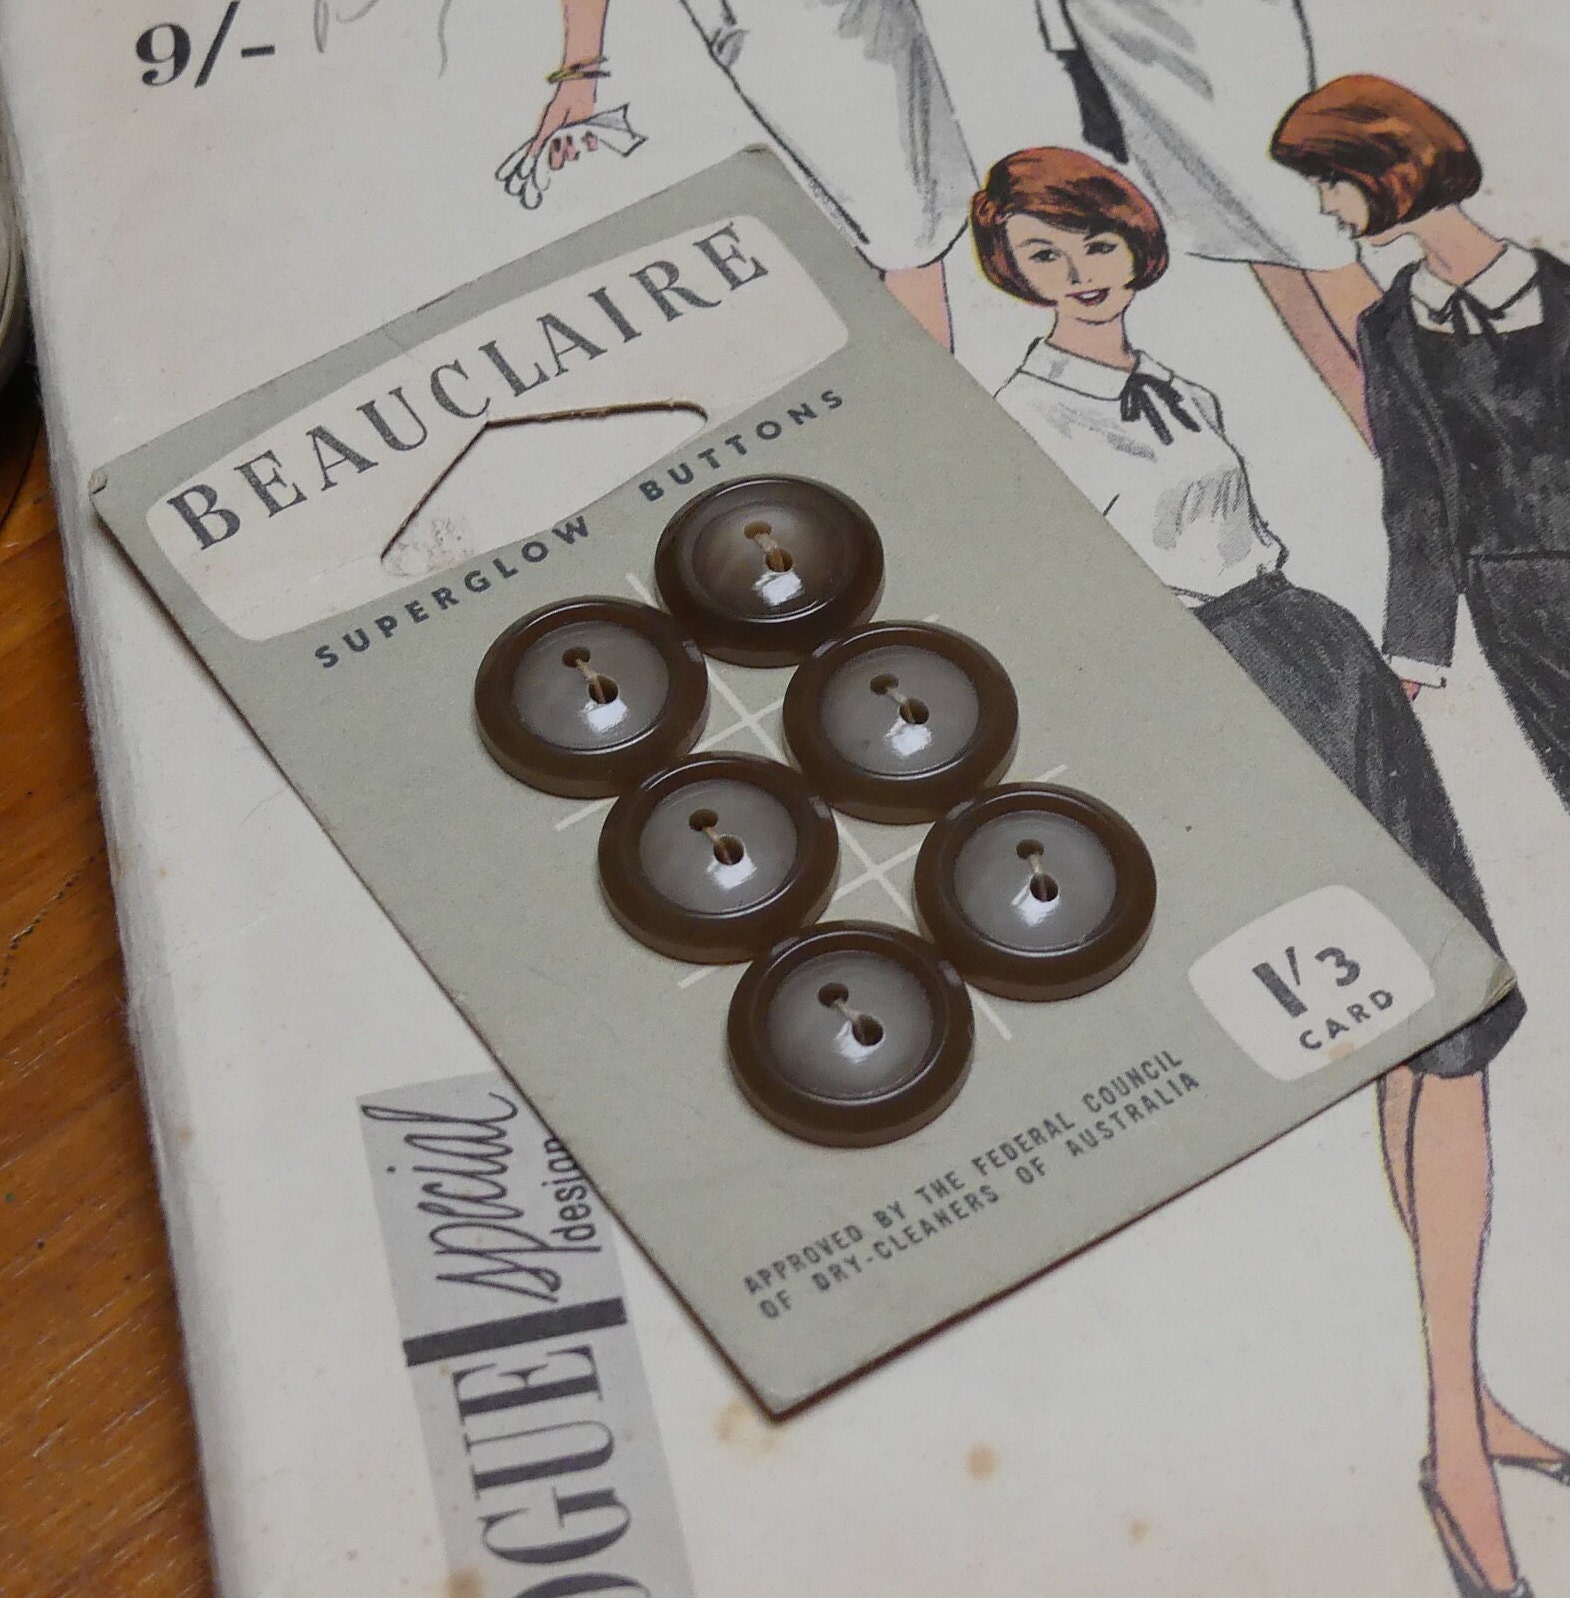 9/-
BEAUCLAIRE
SUPERGLOW BUTTONS
1'3
CARD
APPROVED BY THE FEDERAL COUNCIL
OF DRY-CLEANERS OF AUSTRALIA
special
design
OGUE